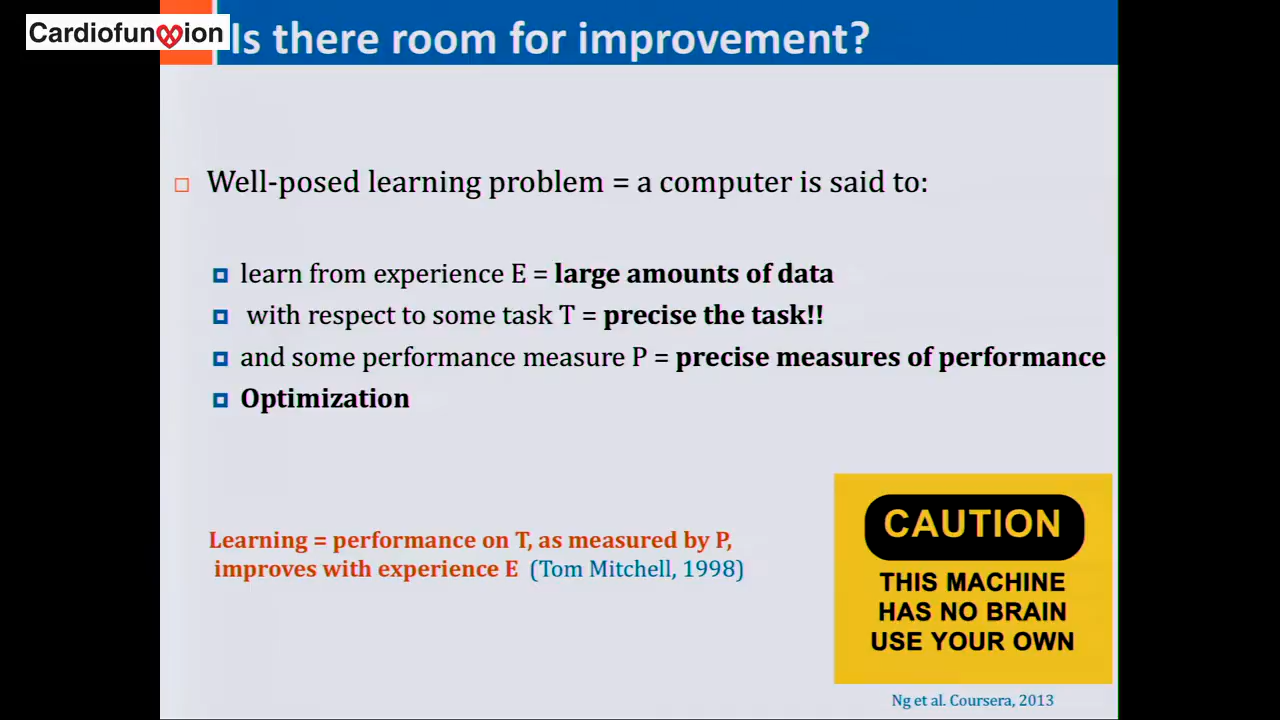 Cardiofunxion
Is there room for improvement?
Well-posed learning problem = a computer is said to:
learn from experience E = large amounts of data
with respect to some task T = precise the task!!
and some performance measure P = precise measures of performance
Optimization
Learning = performance on T, as measured by P,
improves with experience E (Tom Mitchell, 1998)
CAUTION
THIS MACHINE
HAS NO BRAIN
USE YOUR OWN
Ng et al. Coursera, 2013